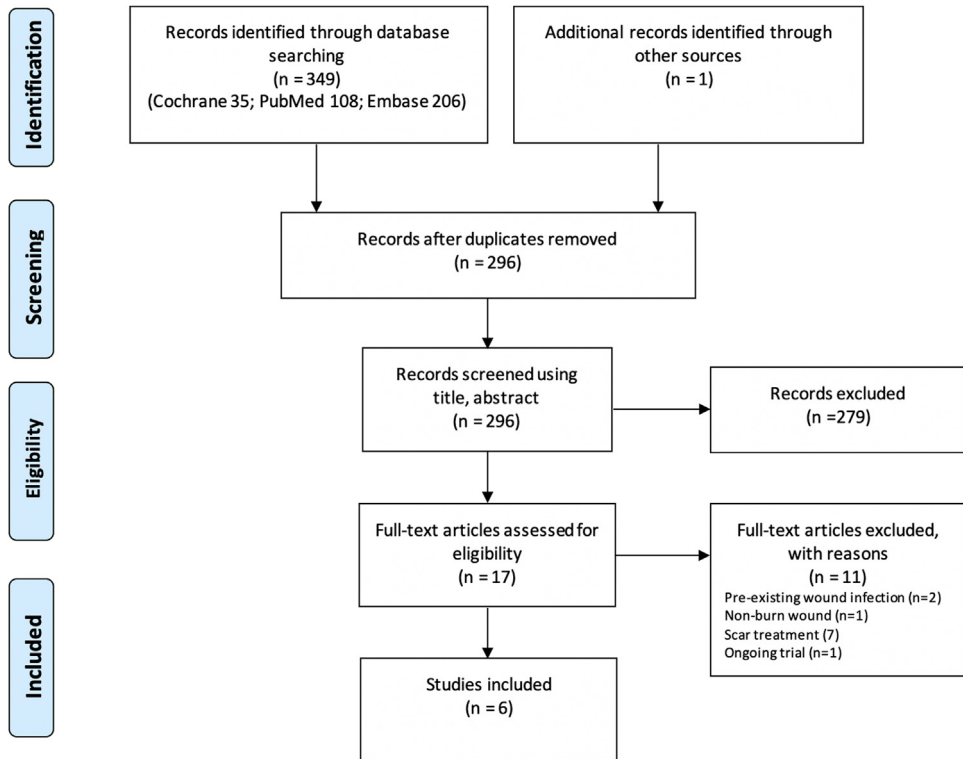 Identification
Records identified through database
searching
(n = 349)
(Cochrane 35; PubMed 108; Embase 206)
Additional records identified through
other sources
(n = 1)
Screening
Records after duplicates removed
(n = 296)
Records screened using
title, abstract
(n = 296)
Records excluded
(n =279)
Eligibility
Full-text articles assessed for
eligibility
(n = 17)
Full-text articles excluded,
with reasons
(n = 11)
Pre-existing wound infection (n=2)
Non-burn wound (n=1)
Scar treatment (7)
Ongoing trial (n=1)
Included
Studies included
(n = 6)